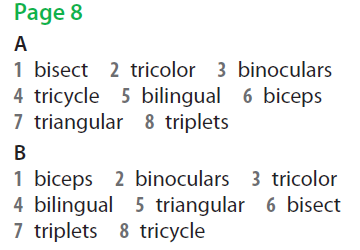 Page 8
A
1 bisect 2 tricolor 3 binoculars
4 tricycle 5 bilingual 6 biceps
7 triangular 8 triplets
B
1 biceps 2 binoculars 3 tricolor
4 bilingual 5 triangular 6 bisect
7 triplets 8 tricycle